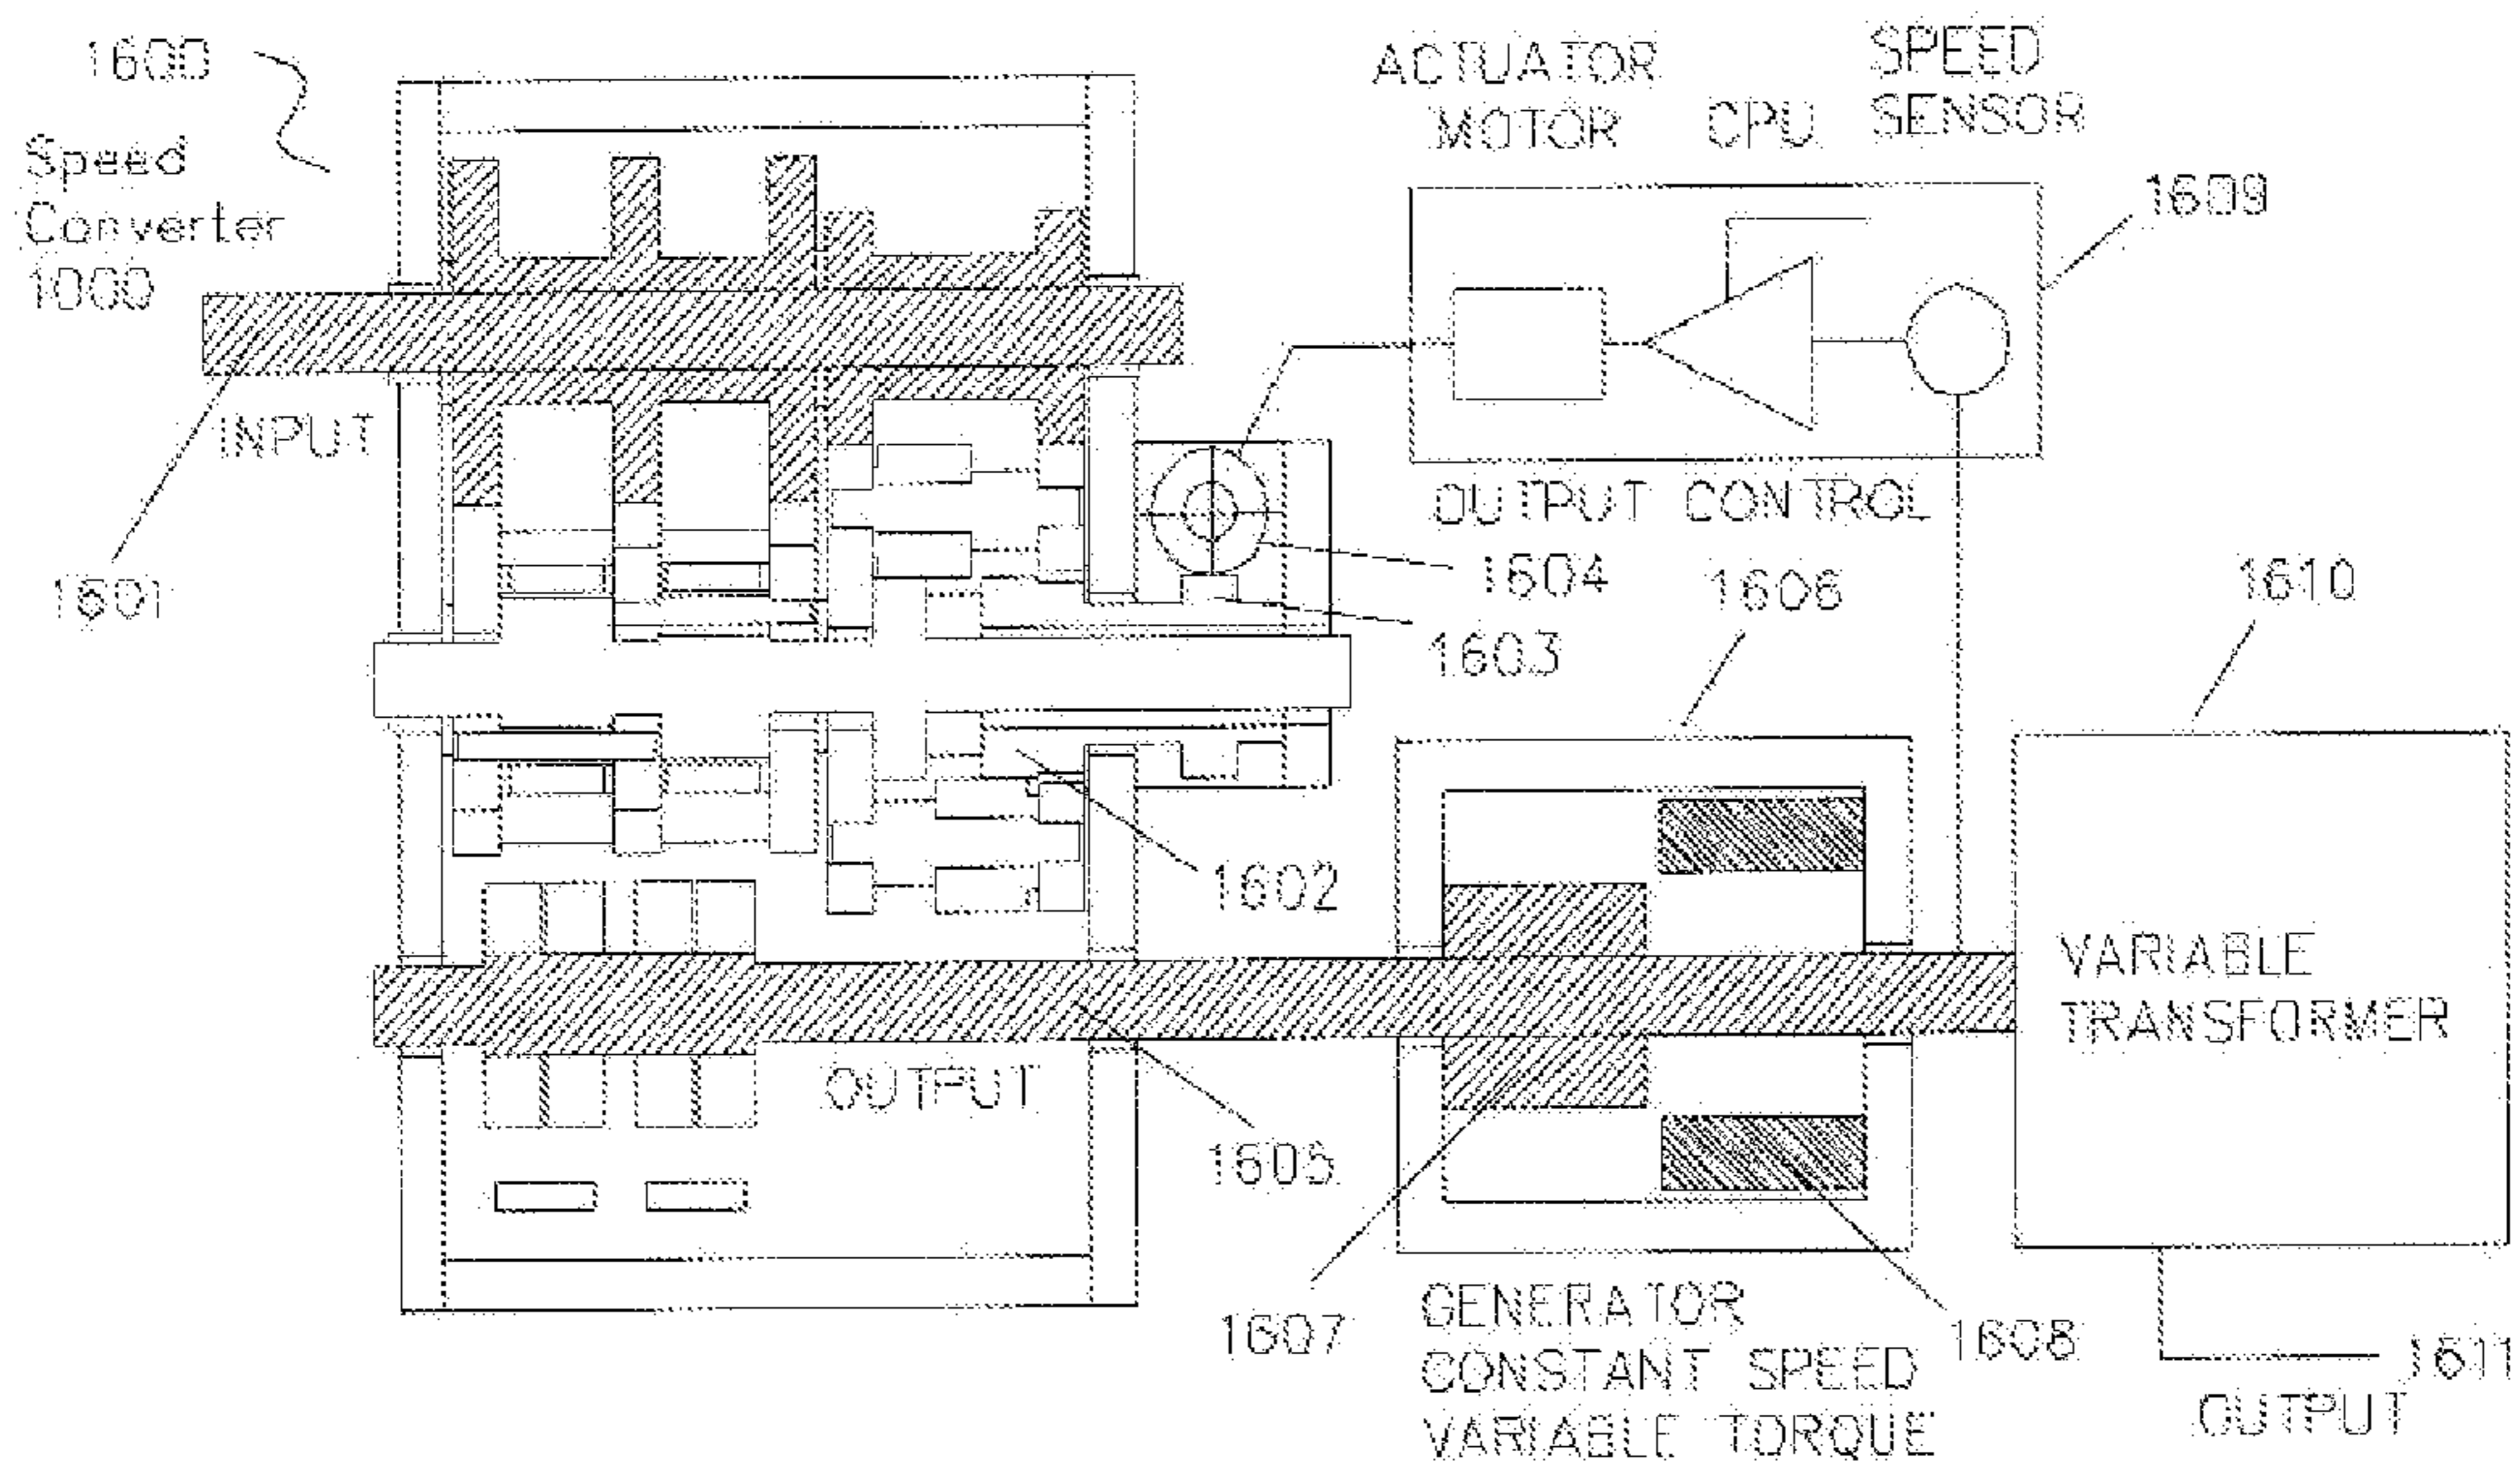 1600
Speed
Converter
1000
ACTUATOR
MOTOR
CPU
SPEED
SENSOR
1609
INPUT
1601
OUTPUT CONTROL
1604
1606
1610
1603
1602
VARIABLE
TRANSFORMER
OUTPUT
1605
1607
GENERATOR
CONSTANT SPEED
VARIABLE TORQUE
1608
1611
OUTPUT